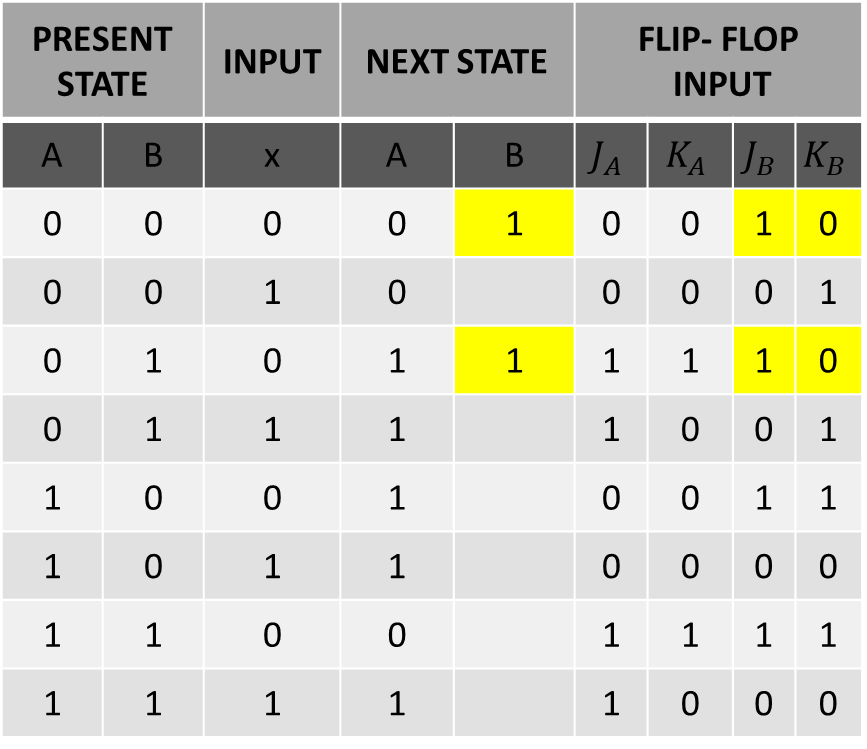 PRESENT STATE INPUT NEXT STATE FLIP- FLOP INPUT
A B x A B J_A K_A J_B K_B
0 0 0 0 1 0 0 1 0
0 0 1 0 0 0 0 1
0 1 0 1 1 1 1 1 0
0 1 1 1 1 0 0 1
1 0 0 1 0 0 1 1
1 0 1 1 0 0 0 0
1 1 0 0 1 1 1 1
1 1 1 1 1 0 0 0